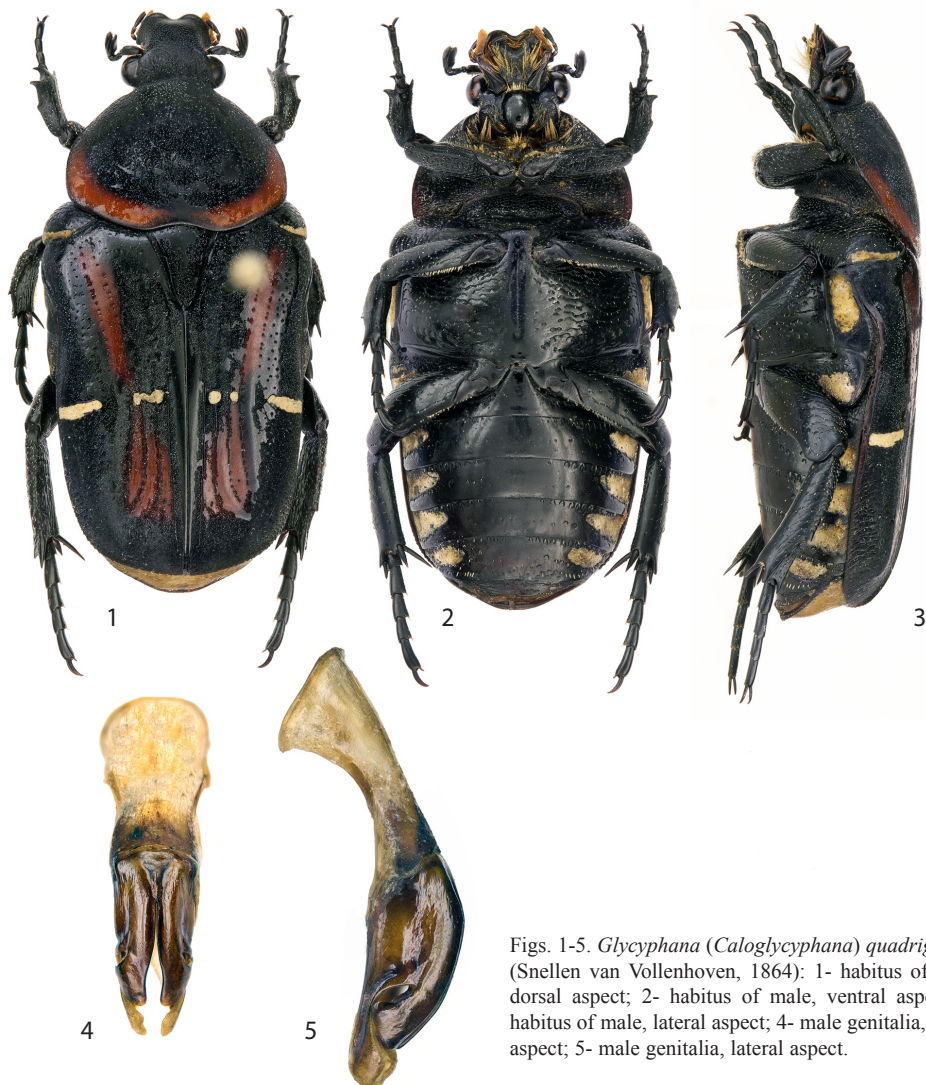 1
2
3
4
5
Figs. 1-5. Glycyphana (Caloglycyphana) quadrig
(Snellen van Vollenhoven, 1864): 1- habitus of
dorsal aspect; 2- habitus of male, ventral aspe
habitus of male, lateral aspect; 4- male genitalia,
aspect; 5- male genitalia, lateral aspect.